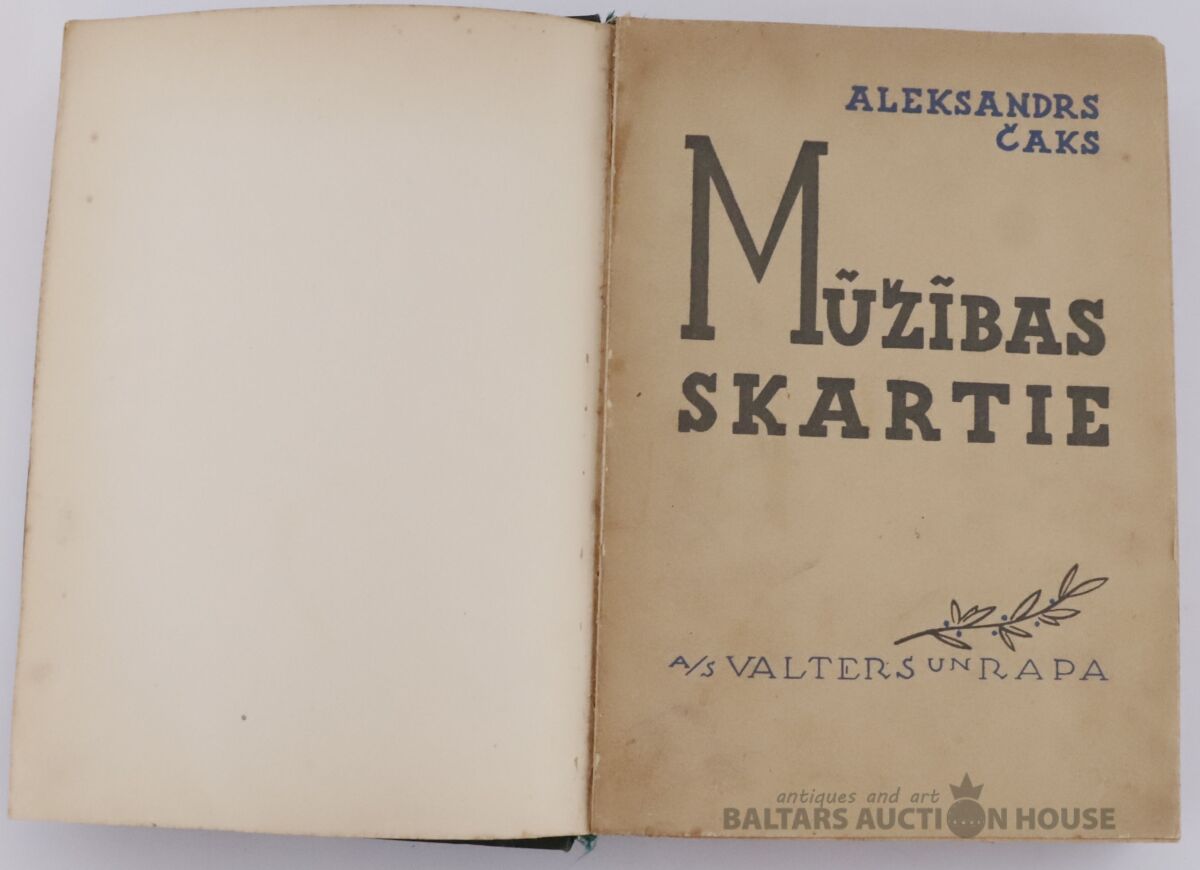 ALEKSANDRS
ČAKS
MŪŽĪBAS
SKARTIE
A/S VALTERS UN RAPA
antiques and art
BALTARS AUCTION HOUSE